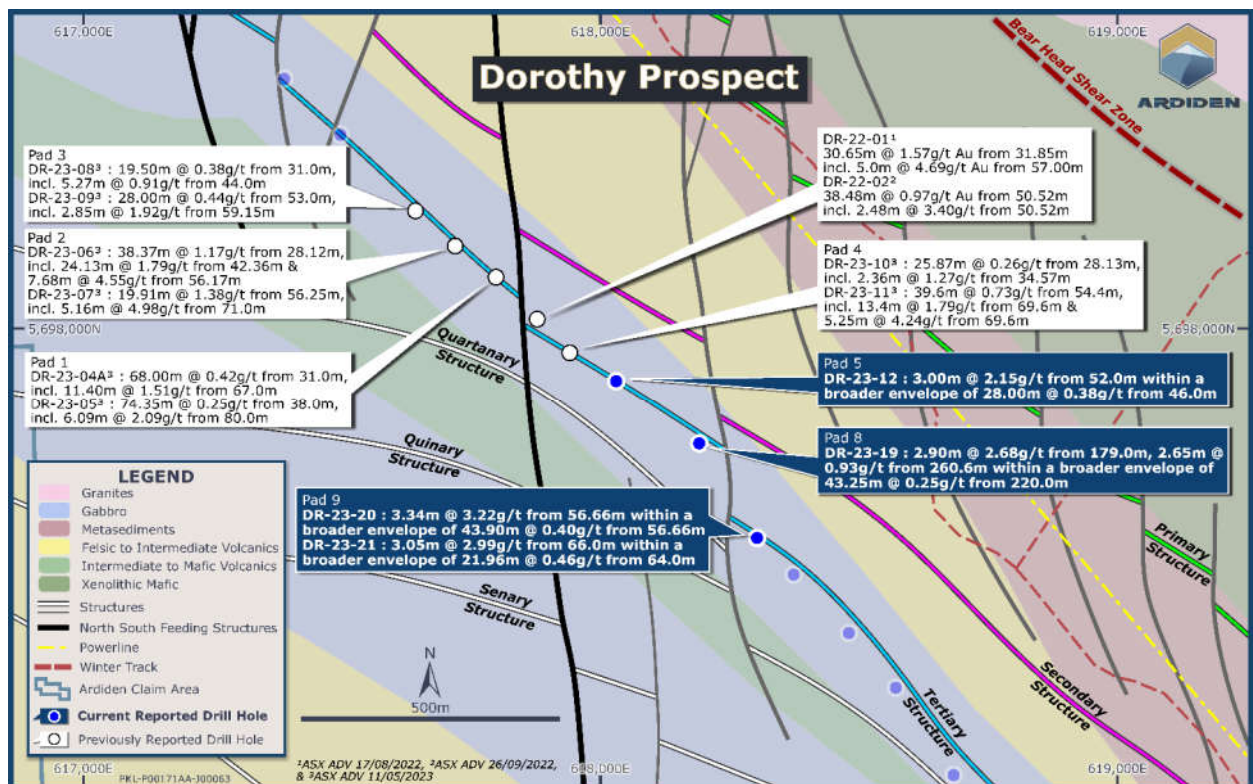 617,000E
618,000E
619,000E
Dorothy Prospect
Bear Head Shear Zone
ARDIDEN
Pad 3
DR-23-08³ : 19.50m @ 0.38g/t from 31.0m,
incl. 5.27m @ 0.91g/t from 44.0m
DR-23-09³ : 28.00m @ 0.44g/t from 53.0m,
incl. 2.85m @ 1.92g/t from 59.15m
Pad 2
DR-23-06³ : 38.37m @ 1.17g/t from 28.12m,
incl. 24.13m @ 1.79g/t from 42.36m &
7.68m @ 4.55g/t from 56.17m
DR-23-07³ : 19.91m @ 1.38g/t from 56.25m,
incl. 5.16m @ 4.98g/t from 71.0m
5,698,000N
Pad 1
DR-23-04A³ : 68.00m @ 0.42g/t from 31.0m,
incl. 11.40m @ 1.51g/t from 67.0m
DR-23-05³ : 74.35m @ 0.25g/t from 38.0m,
incl. 6.09m @ 2.09g/t from 80.0m
DR-22-01¹
30.65m @ 1.57g/t Au from 31.85m
incl. 5.0m @ 4.69g/t Au from 57.00m
DR-22-02²
38.48m @ 0.97g/t Au from 50.52m
incl. 2.48m @ 3.40g/t from 50.52m
Pad 4
DR-23-10³ : 25.87m @ 0.26g/t from 28.13m,
incl. 2.36m @ 1.27g/t from 34.57m
DR-23-11³ : 39.6m @ 0.73g/t from 54.4m,
incl. 13.4m @ 1.79g/t from 69.6m &
5.25m @ 4.24g/t from 69.6m
5,698,000N
Pad 5
DR-23-12 : 3.00m @ 2.15g/t from 52.0m within a
broader envelope of 28.00m @ 0.38g/t from 46.0m
Pad 8
DR-23-19 : 2.90m @ 2.68g/t from 179.0m, 2.65m @
0.93g/t from 260.6m within a broader envelope of
43.25m @ 0.25g/t from 220.0m
Pad 9
DR-23-20 : 3.34m @ 3.22g/t from 56.66m within a
broader envelope of 43.90m @ 0.40g/t from 56.66m
DR-23-21 : 3.05m @ 2.99g/t from 66.0m within a
broader envelope of 21.96m @ 0.46g/t from 64.0m
Quartanary
Structure
Quinary
Structure
Senary
Structure
Primary
Structure
Secondary
Structure
Tertiary
Structure
LEGEND
Granites
Gabbro
Metasediments
Felsic to Intermediate Volcanics
Intermediate to Mafic Volcanics
Xenolithic Mafic
Structures
North South Feeding Structures
Powerline
Winter Track
Ardiden Claim Area
Current Reported Drill Hole
Previously Reported Drill Hole
N
500m
¹ASX ADV 17/08/2022, ²ASX ADV 26/09/2022,
& ³ASX ADV 11/05/2023
617,000E
PKL-P00171AA-J00063
618,000E
619,000E